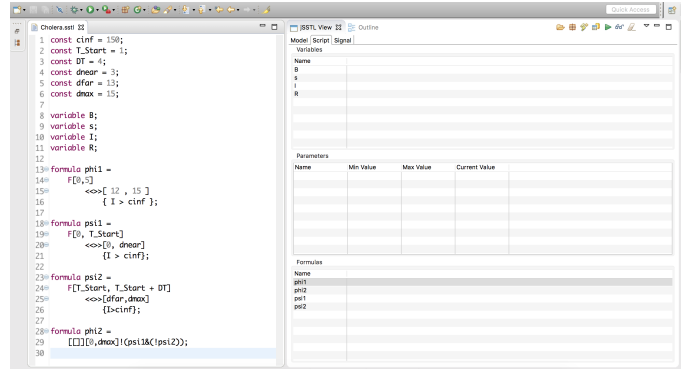 Quick Access
Cholera.sstl
1 const cinf = 150;
2 const T_Start = 1;
3 const DT = 4;
4 const dnear = 3;
5 const dfar = 13;
6 const dmax = 15;
7
8 variable B;
9 variable s;
10 variable I;
11 variable R;
12
13 formula phi1 =
14 F[0,5]
15 <<>>[ 12 , 15 ]
16 { I > cinf };
17
18 formula psi1 =
19 F[0, T_Start]
20 <<>>[0, dnear]
21 {I > cinf};
22
23 formula psi2 =
24 F[T_Start, T_Start + DT]
25 <<>>[dfar,dmax]
26 {I>cinf};
27
28 formula phi2 =
29 [[]][0,dmax]!(psi1&(!psi2));
30
jSSTL View Outline
Model Script Signal
Variables
Name
B
s
I
R
Parameters
Name Min Value Max Value Current Value
Formulas
Name
phi1
phi2
psi1
psi2